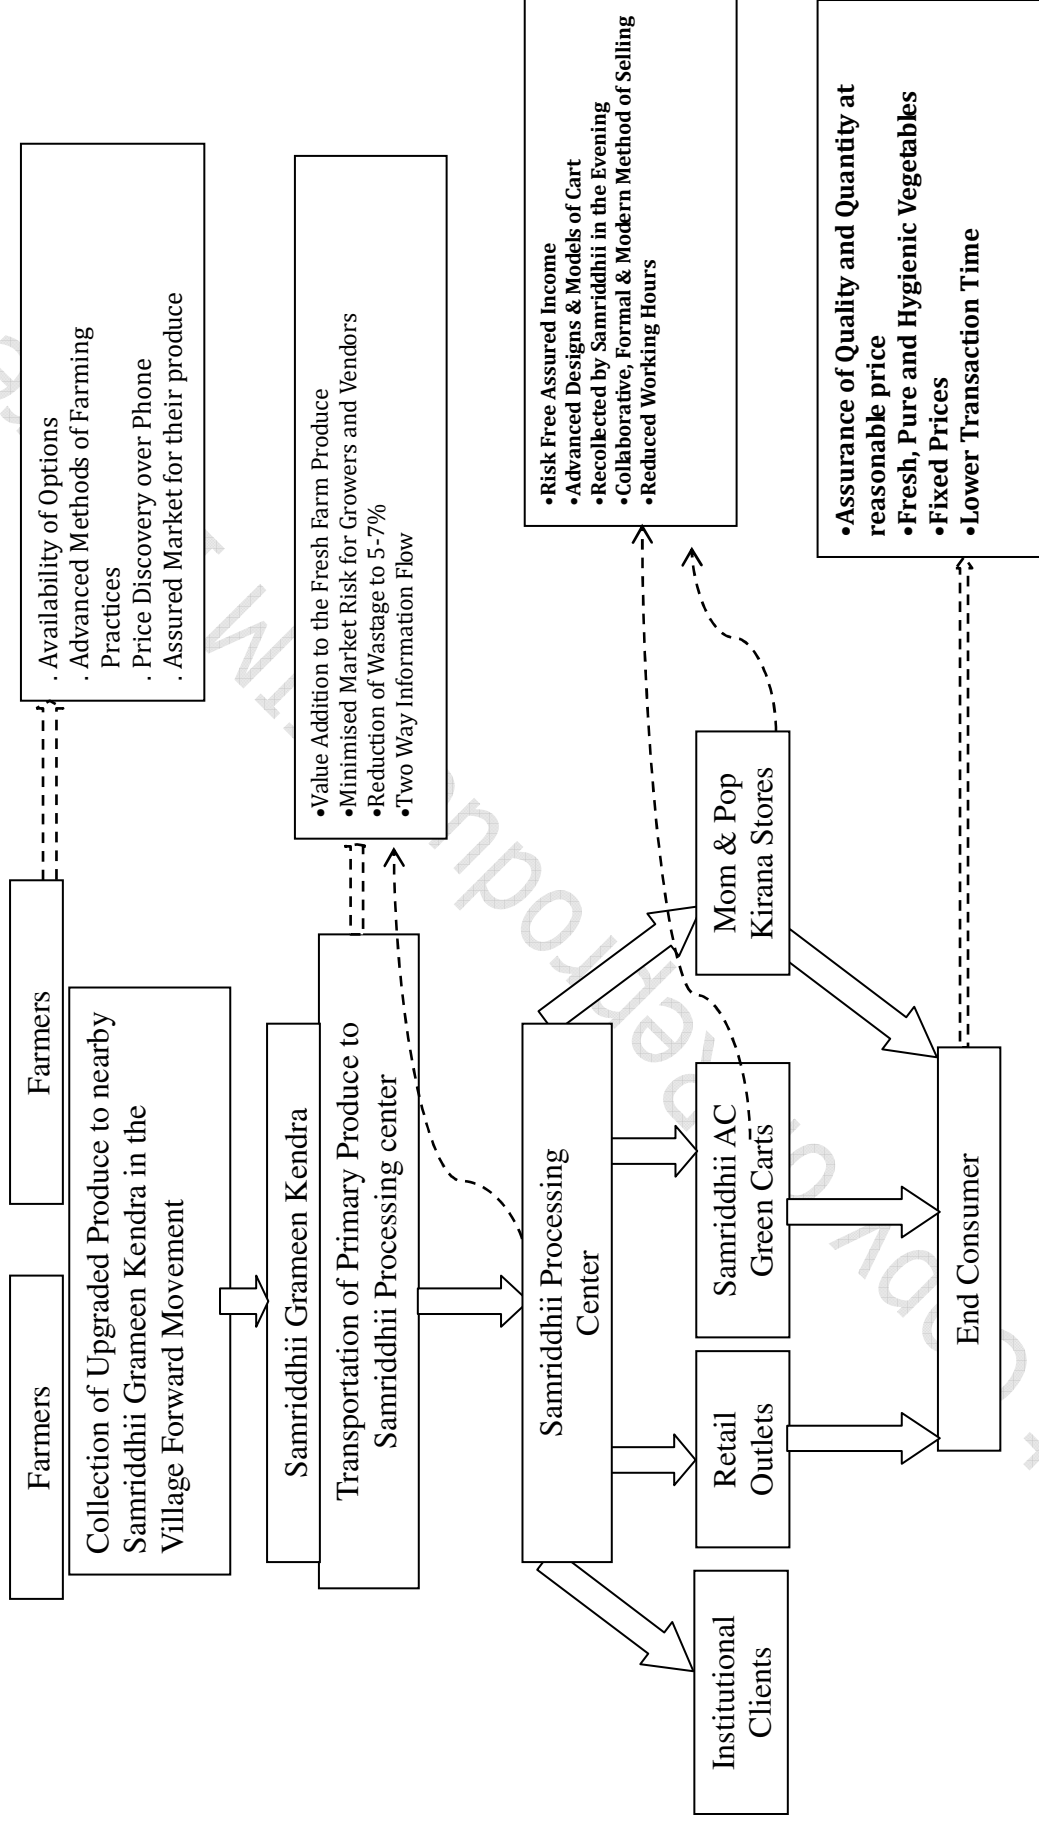 Farmers
Farmers
. Availability of Options
. Advanced Methods of Farming
Practices
. Price Discovery over Phone
. Assured Market for their produce
Collection of Upgraded Produce to nearby
Samriddhii Grameen Kendra in the
Village Forward Movement
Samriddhii Grameen Kendra
Transportation of Primary Produce to
Samriddhii Processing center
•Value Addition to the Fresh Farm Produce
•Minimised Market Risk for Growers and Vendors
•Reduction of Wastage to 5-7%
•Two Way Information Flow
Samriddhii Processing
Center
•Risk Free Assured Income
•Advanced Designs & Models of Cart
•Recollected by Samriddhii in the Evening
•Collaborative, Formal & Modern Method of Selling
•Reduced Working Hours
Institutional
Clients
Retail
Outlets
Samriddhii AC
Green Carts
Mom & Pop
Kirana Stores
End Consumer
•Assurance of Quality and Quantity at
reasonable price
•Fresh, Pure and Hygienic Vegetables
•Fixed Prices
•Lower Transaction Time